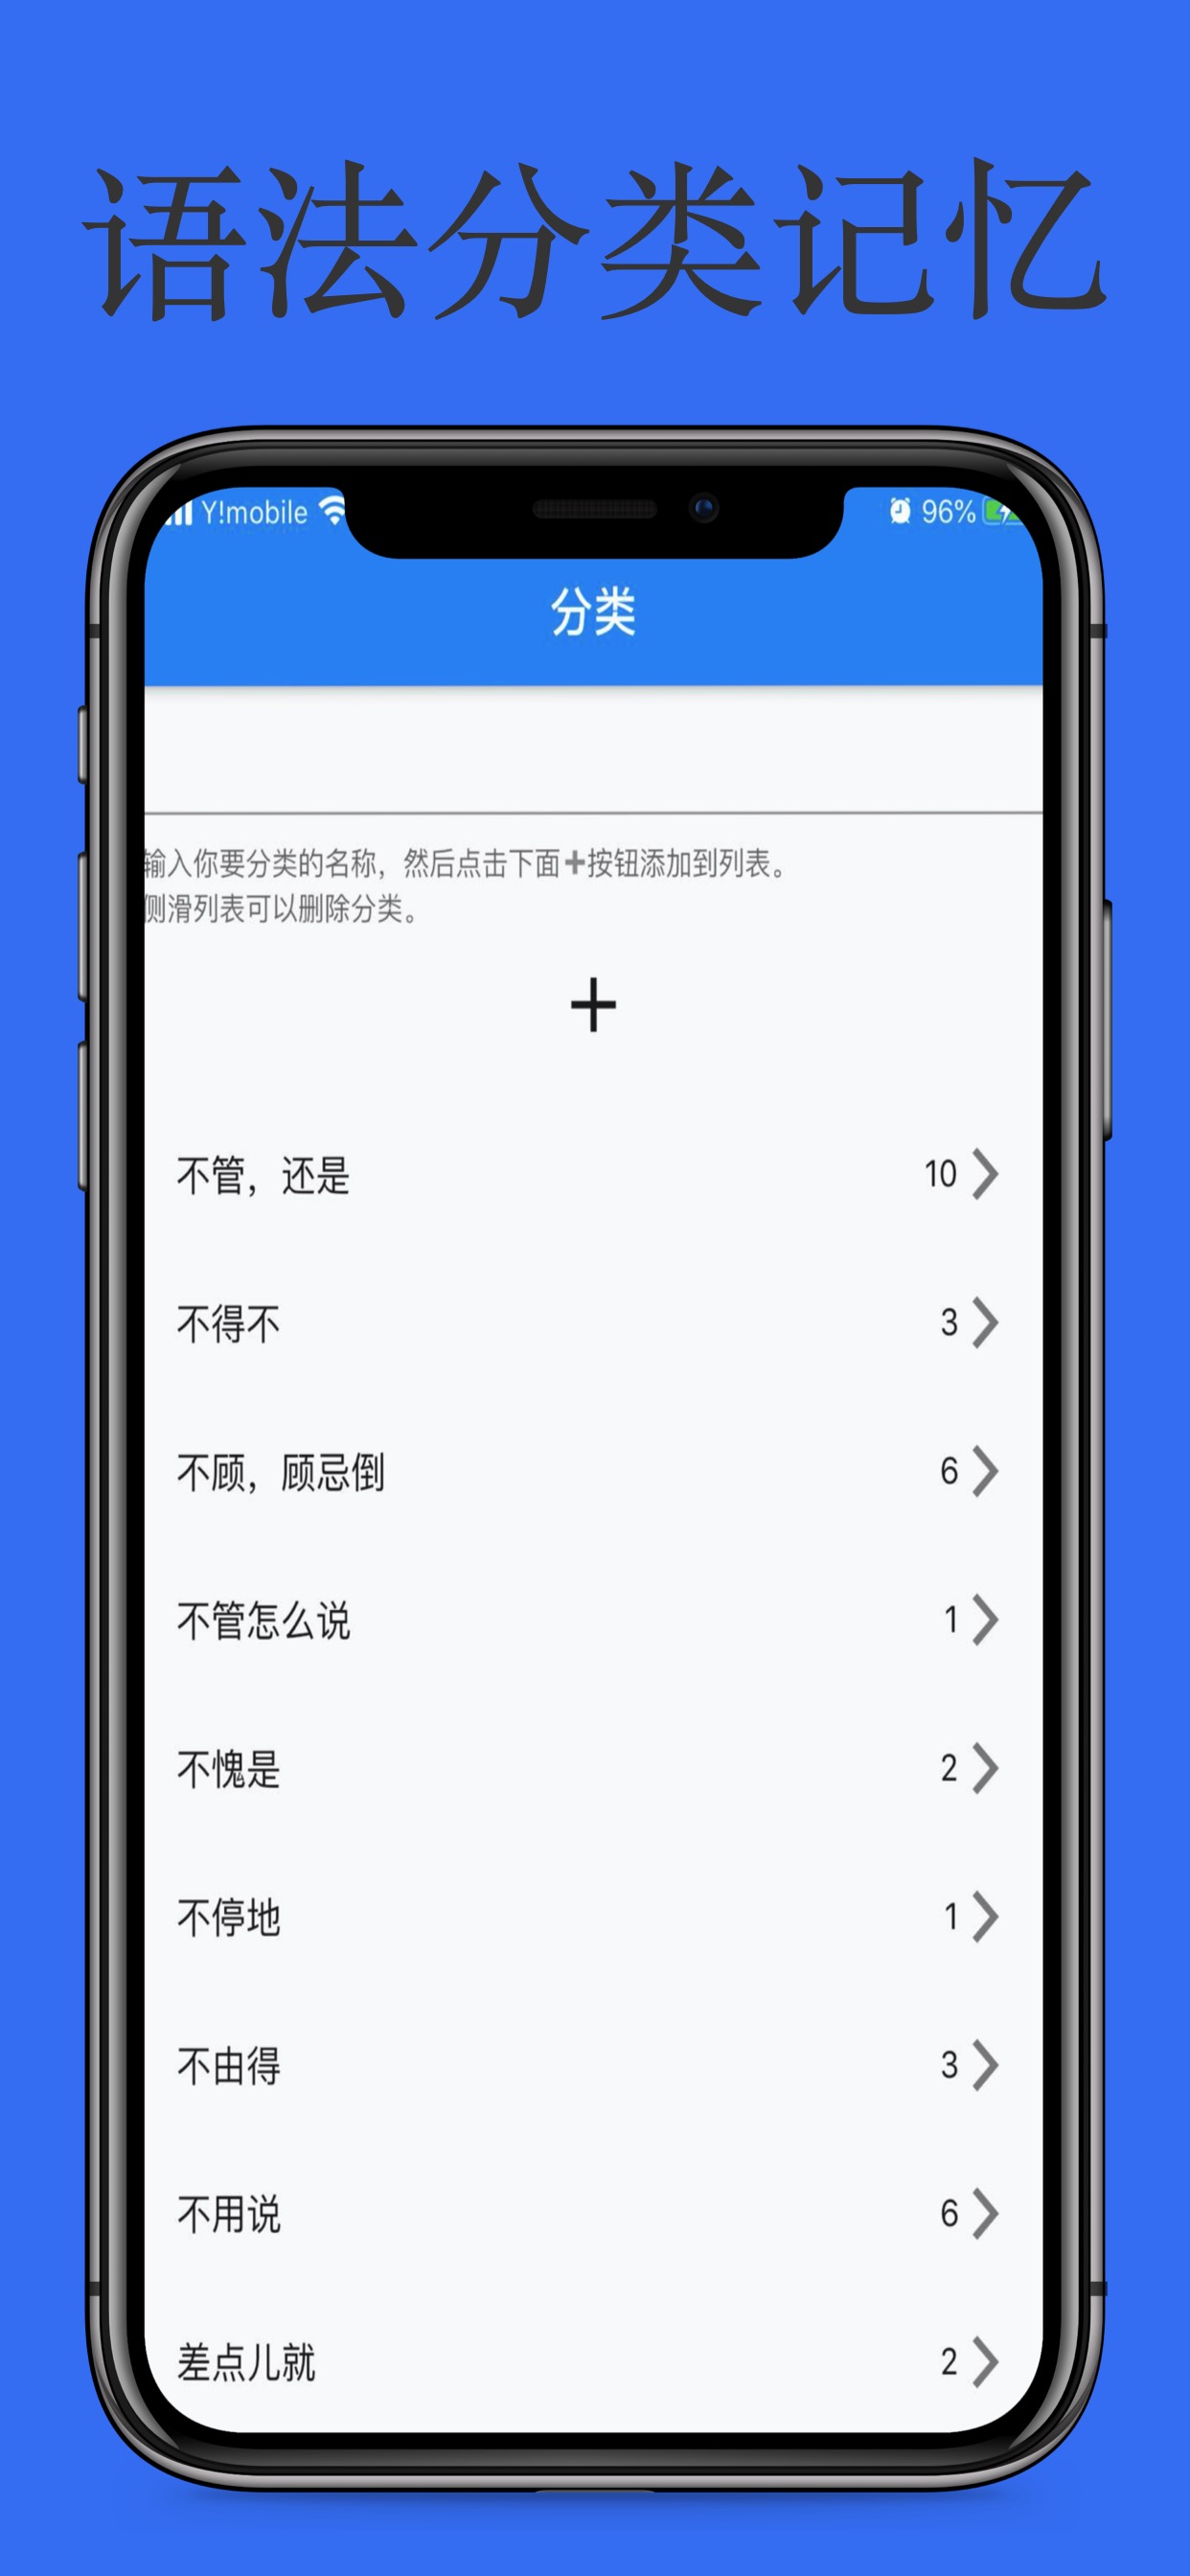 语法分类记忆
Y!mobile 96%
分类
输入你要分类的名称，然后点击下面+按钮添加到列表。
侧滑列表可以删除分类。
+
不管，还是 10
不得不 3
不顾，顾忌倒 6
不管怎么说 1
不愧是 2
不停地 1
不由得 3
不用说 6
差点儿就 2